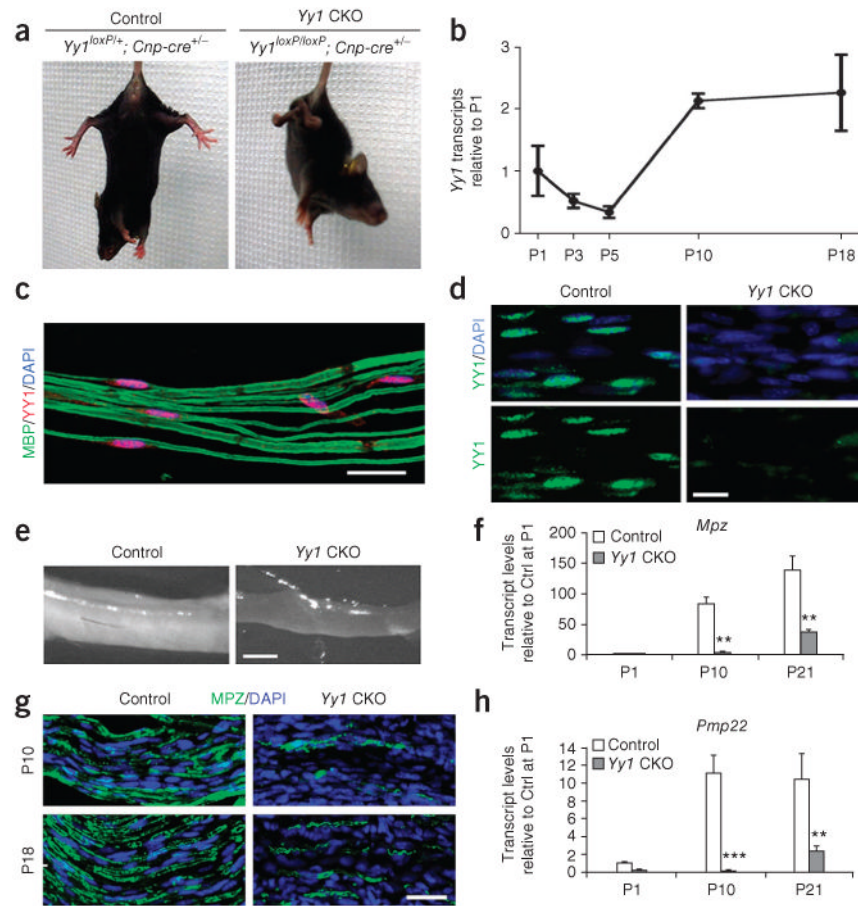 a
Control
Yy1loxP/+; Cnp-cre+/–
Yy1 CKO
Yy1loxP/loxP; Cnp-cre+/–
b
Yy1 transcripts
relative to P1
3
2
1
0
P1
P3
P5
P10
P18
c
MBP/YY1/DAPI
d
Control
Yy1 CKO
YY1/DAPI
YY1
e
Control
Yy1 CKO
f
Mpz
Transcript levels
relative to Ctrl at P1
200
150
100
50
0
Control
Yy1 CKO
**
**
P1
P10
P21
g
Control
MPZ/DAPI
Yy1 CKO
P10
P18
h
Pmp22
Transcript levels
relative to Ctrl at P1
14
12
10
8
6
4
2
0
Control
Yy1 CKO
***
**
P1
P10
P21